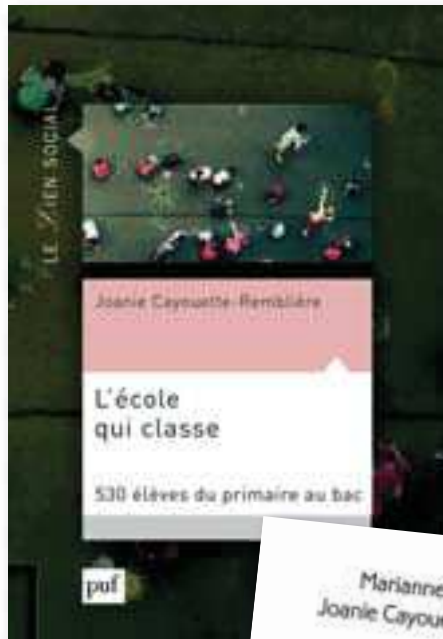 LE LIEN SOCIAL
Joanie Cayouette-Remblière
L'école
qui classe
530 élèves du primaire au bac
puf
Marianne
Joanie Cayou